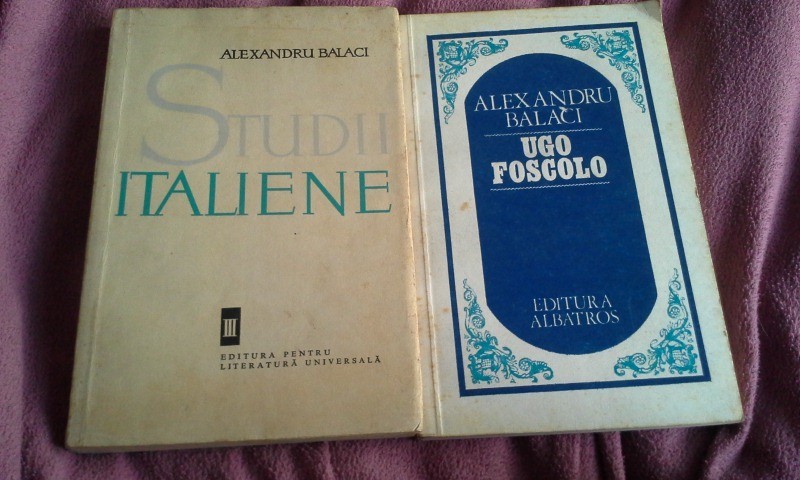 ALEXANDRU BALACI
STUDII
ITALIENE
III
EDITURA PENTRU
LITERATURĂ UNIVERSALĂ
ALEXANDRU
BALACI
UGO
FOSCOLO
EDITURA
ALBATROS